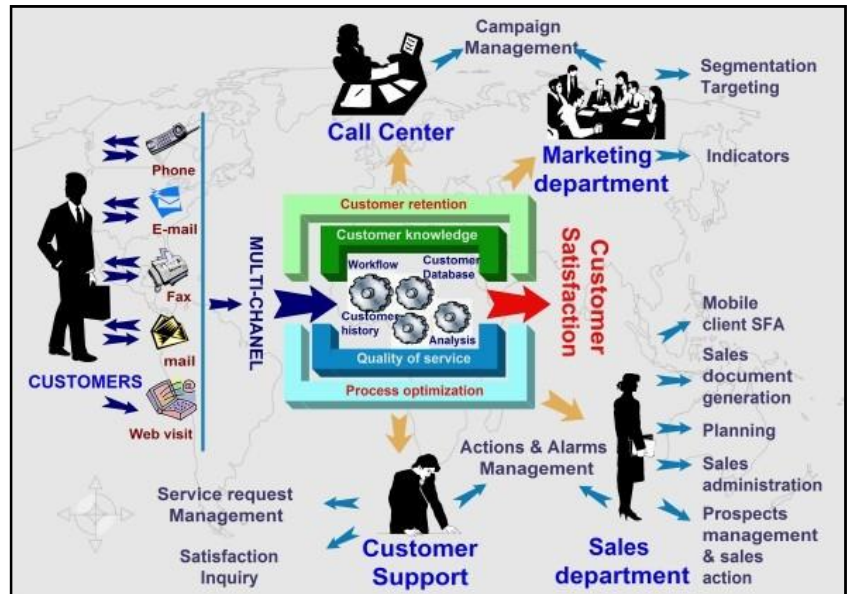 Campaign
Management
Segmentation
Targeting
Call Center
Marketing
department
Indicators
Phone
E-mail
Fax
mail
Web visit
CUSTOMERS
MULTI-CHANEL
Customer retention
Customer knowledge
Workflow
Customer
Database
Customer
history
Analysis
Quality of service
Process optimization
Customer
Satisfaction
Mobile
client SFA
Sales
document
generation
Planning
Sales
administration
Prospects
management
& sales
action
Actions & Alarms
Management
Service request
Management
Satisfaction
Inquiry
Customer
Support
Sales
department